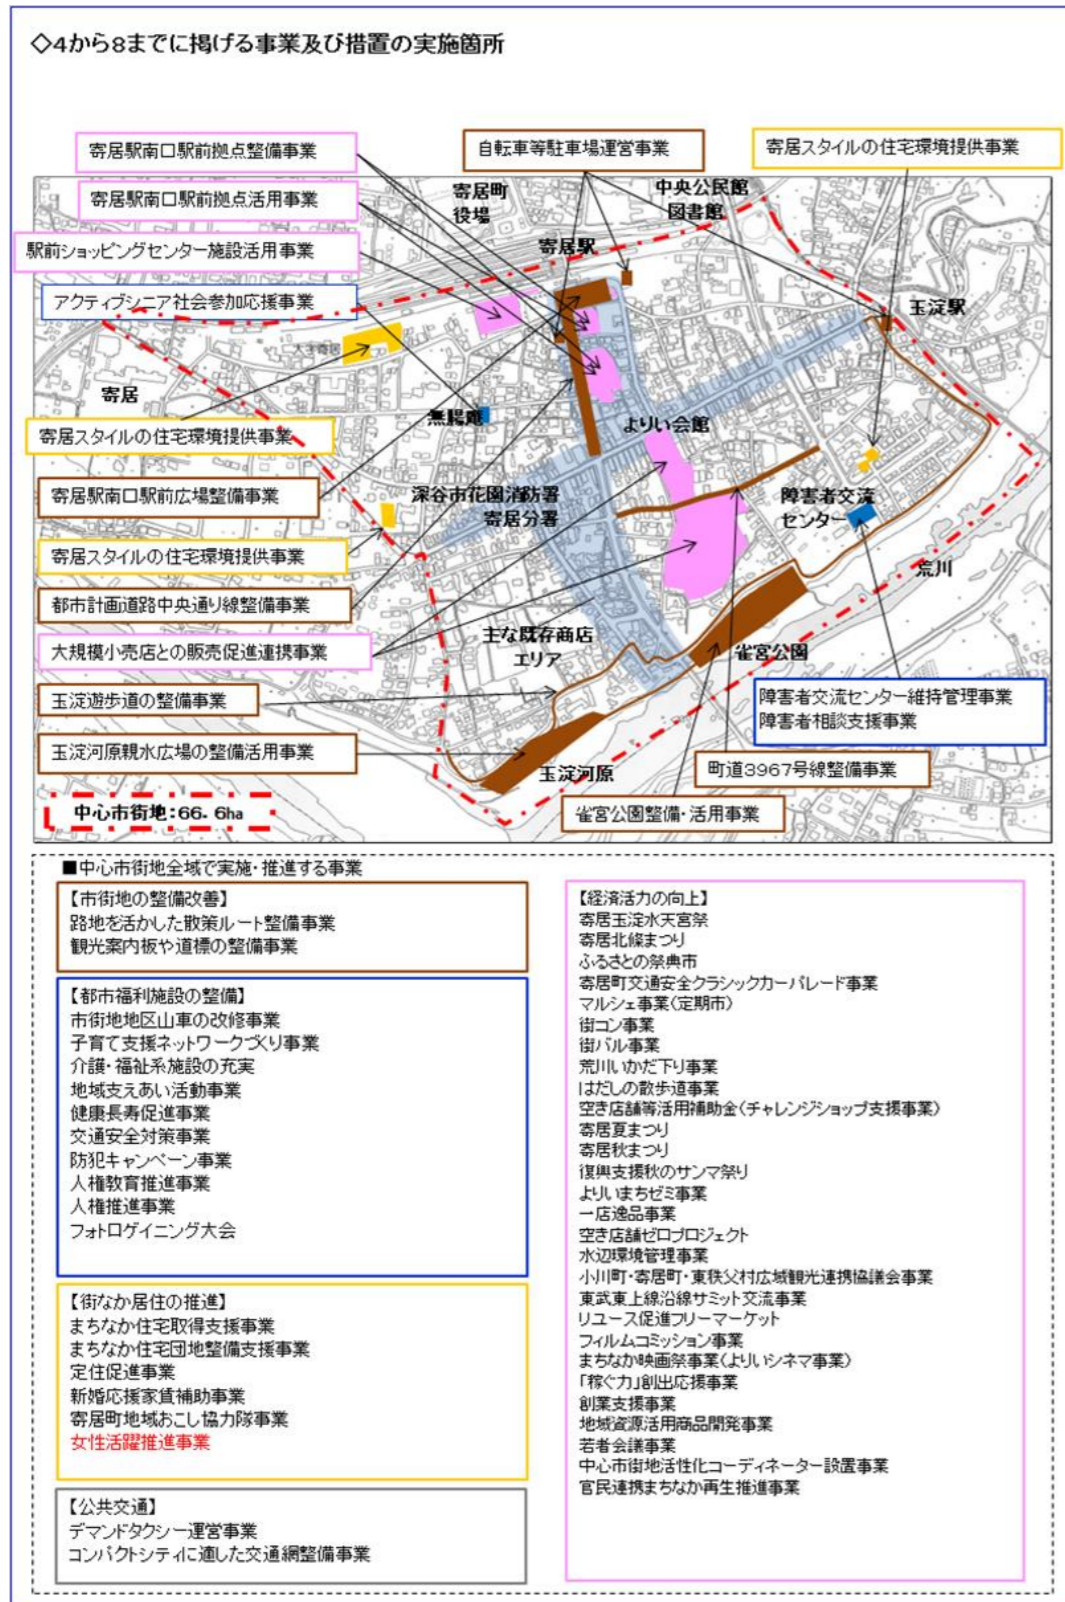 ◇4から8までに掲げる事業及び措置の実施箇所
寄居駅南口駅前拠点整備事業
自転車等駐車場運営事業
寄居スタイルの住宅環境提供事業
寄居駅南口駅前拠点活用事業
寄居町
役場
中央公民館
図書館
駅前ショッピングセンター施設活用事業
寄居駅
アクティブシニア社会参加応援事業
玉淀駅
寄居
無腸庵
よりい会館
寄居スタイルの住宅環境提供事業
寄居駅南口駅前広場整備事業
深谷市花園消防署
寄居分署
障害者交流
センター
寄居スタイルの住宅環境提供事業
荒川
都市計画道路中央通り線整備事業
大規模小売店との販売促進連携事業
主な既存商店
エリア
雀宮公園
玉淀遊歩道の整備事業
障害者交流センター維持管理事業
障害者相談支援事業
玉淀河原親水広場の整備活用事業
玉淀河原
町道3967号線整備事業
中心市街地:66.6ha
雀宮公園整備・活用事業
■中心市街地全域で実施・推進する事業
【市街地の整備改善】
路地を活かした散策ルート整備事業
観光案内板や道標の整備事業
【都市福利施設の整備】
市街地地区山車の改修事業
子育て支援ネットワークづくり事業
介護・福祉系施設の充実
地域支えあい活動事業
健康長寿促進事業
交通安全対策事業
防犯キャンペーン事業
人権教育推進事業
人権推進事業
フォトロゲイニング大会
【街なか居住の推進】
まちなか住宅取得支援事業
まちなか住宅団地整備支援事業
定住促進事業
新婚応援家賃補助事業
寄居町地域おこし協力隊事業
女性活躍推進事業
【公共交通】
デマンドタクシー運営事業
コンパクトシティに適した交通網整備事業
【経済活力の向上】
寄居玉淀水天宮祭
寄居北條まつり
ふるさとの祭典市
寄居町交通安全クラシックカーパレード事業
マルシェ事業(定期市)
街コン事業
街バル事業
荒川いかだ下り事業
はだしの散歩道事業
空き店舗等活用補助金(チャレンジショップ支援事業)
寄居夏まつり
寄居秋まつり
復興支援秋のサンマ祭り
よりいまちゼミ事業
一店逸品事業
空き店舗ゼロプロジェクト
水辺環境管理事業
小川町・寄居町・東秩父村広域観光連携協議会事業
東武東上線沿線サミット交流事業
リユース促進フリーマーケット
フィルムコミッション事業
まちなか映画祭事業(よりいシネマ事業)
「稼ぐ力」創出応援事業
創業支援事業
地域資源活用商品開発事業
若者会議事業
中心市街地活性化コーディネーター設置事業
官民連携まちなか再生推進事業